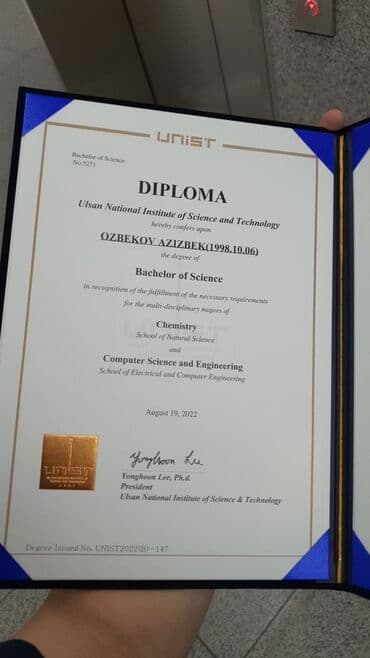 UNIST
Bachelor of Science
No.5271
DIPLOMA
Ulsan National Institute of Science and Technology
hereby confers upon
OZBEKOV AZIZBEK(1998.10.06)
the degree of
Bachelor of Science
in recognition of the fulfillment of the necessary requirements
for the multi-disciplinary majors of
Chemistry
School of Natural Science
and
Computer Science and Engineering
School of Electrical and Computer Engineering
August 19, 2022
UNIST
Yonghoon Lee
Yonghoon Lee, Ph.d.
President
Ulsan National Institute of Science & Technology
Degree Issued No. UNIST2022(B)-147